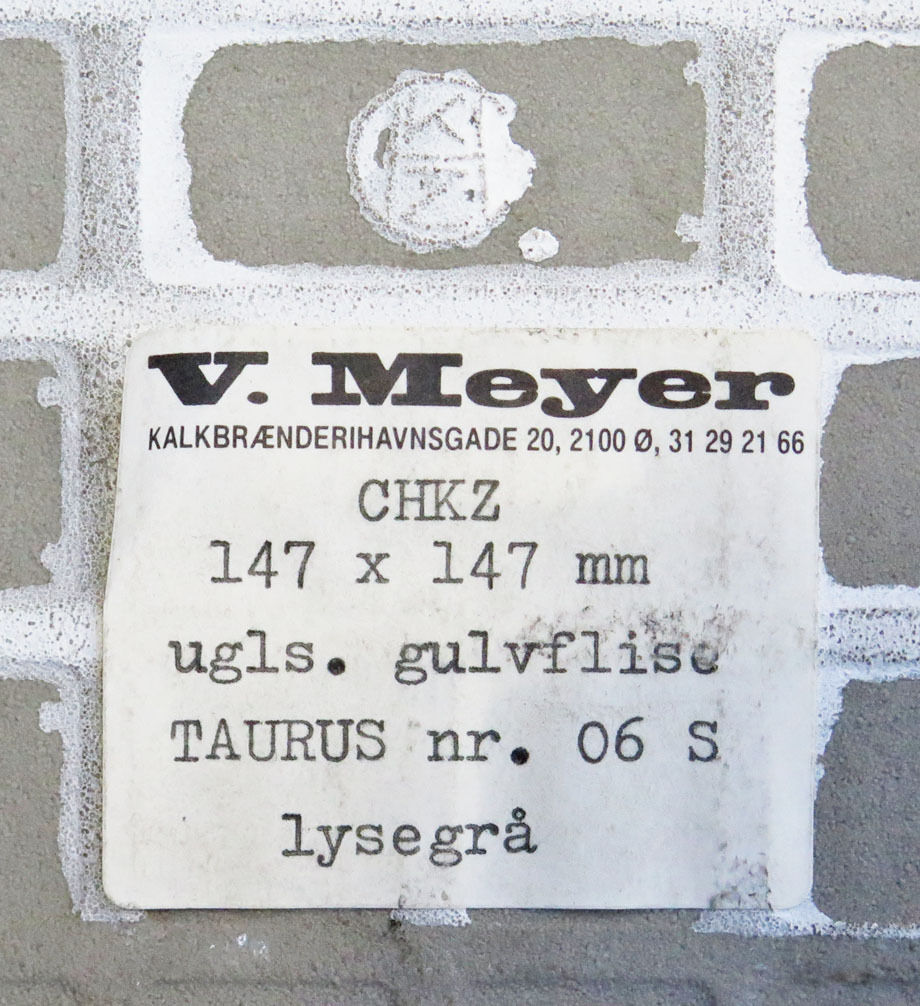 V. Meyer
KALKBRÆNDERIHAVNSGADE 20, 2100 Ø, 31 29 21 66
CHKZ
147 x 147 mm
ugls. gulvflise
TAURUS nr. 06 S
lysegrå